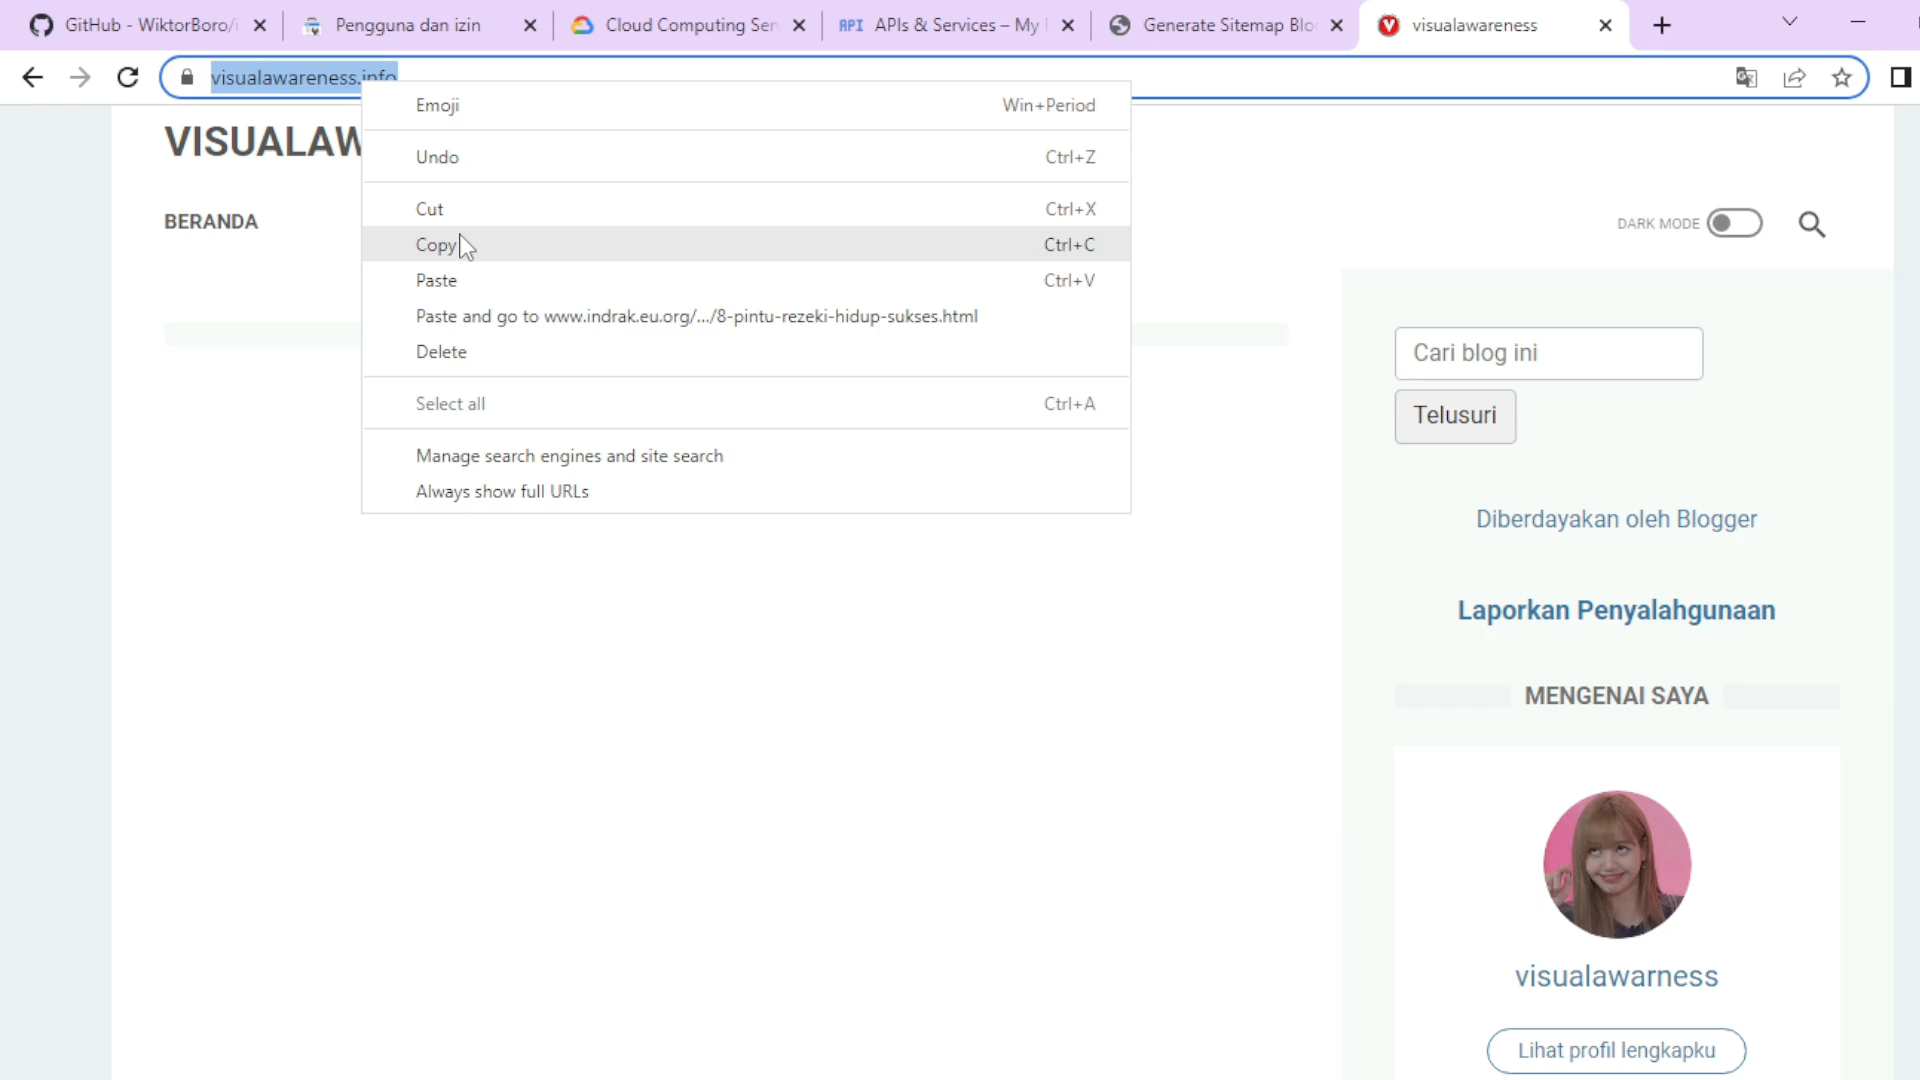 GitHub - WiktorBoro/i
Pengguna dan izin
Cloud Computing Ser
API APIs & Services – My
Generate Sitemap Blo
visualawareness
visualawareness.info
Emoji Win+Period
Undo Ctrl+Z
Cut Ctrl+X
Copy Ctrl+C
Paste Ctrl+V
Paste and go to www.indrak.eu.org/.../8-pintu-rezeki-hidup-sukses.html
Delete
Select all Ctrl+A
Manage search engines and site search
Always show full URLs
VISUALAW
BERANDA
DARK MODE
Cari blog ini
Telusuri
Diberdayakan oleh Blogger
Laporkan Penyalahgunaan
MENGENAI SAYA
visualawarness
Lihat profil lengkapku